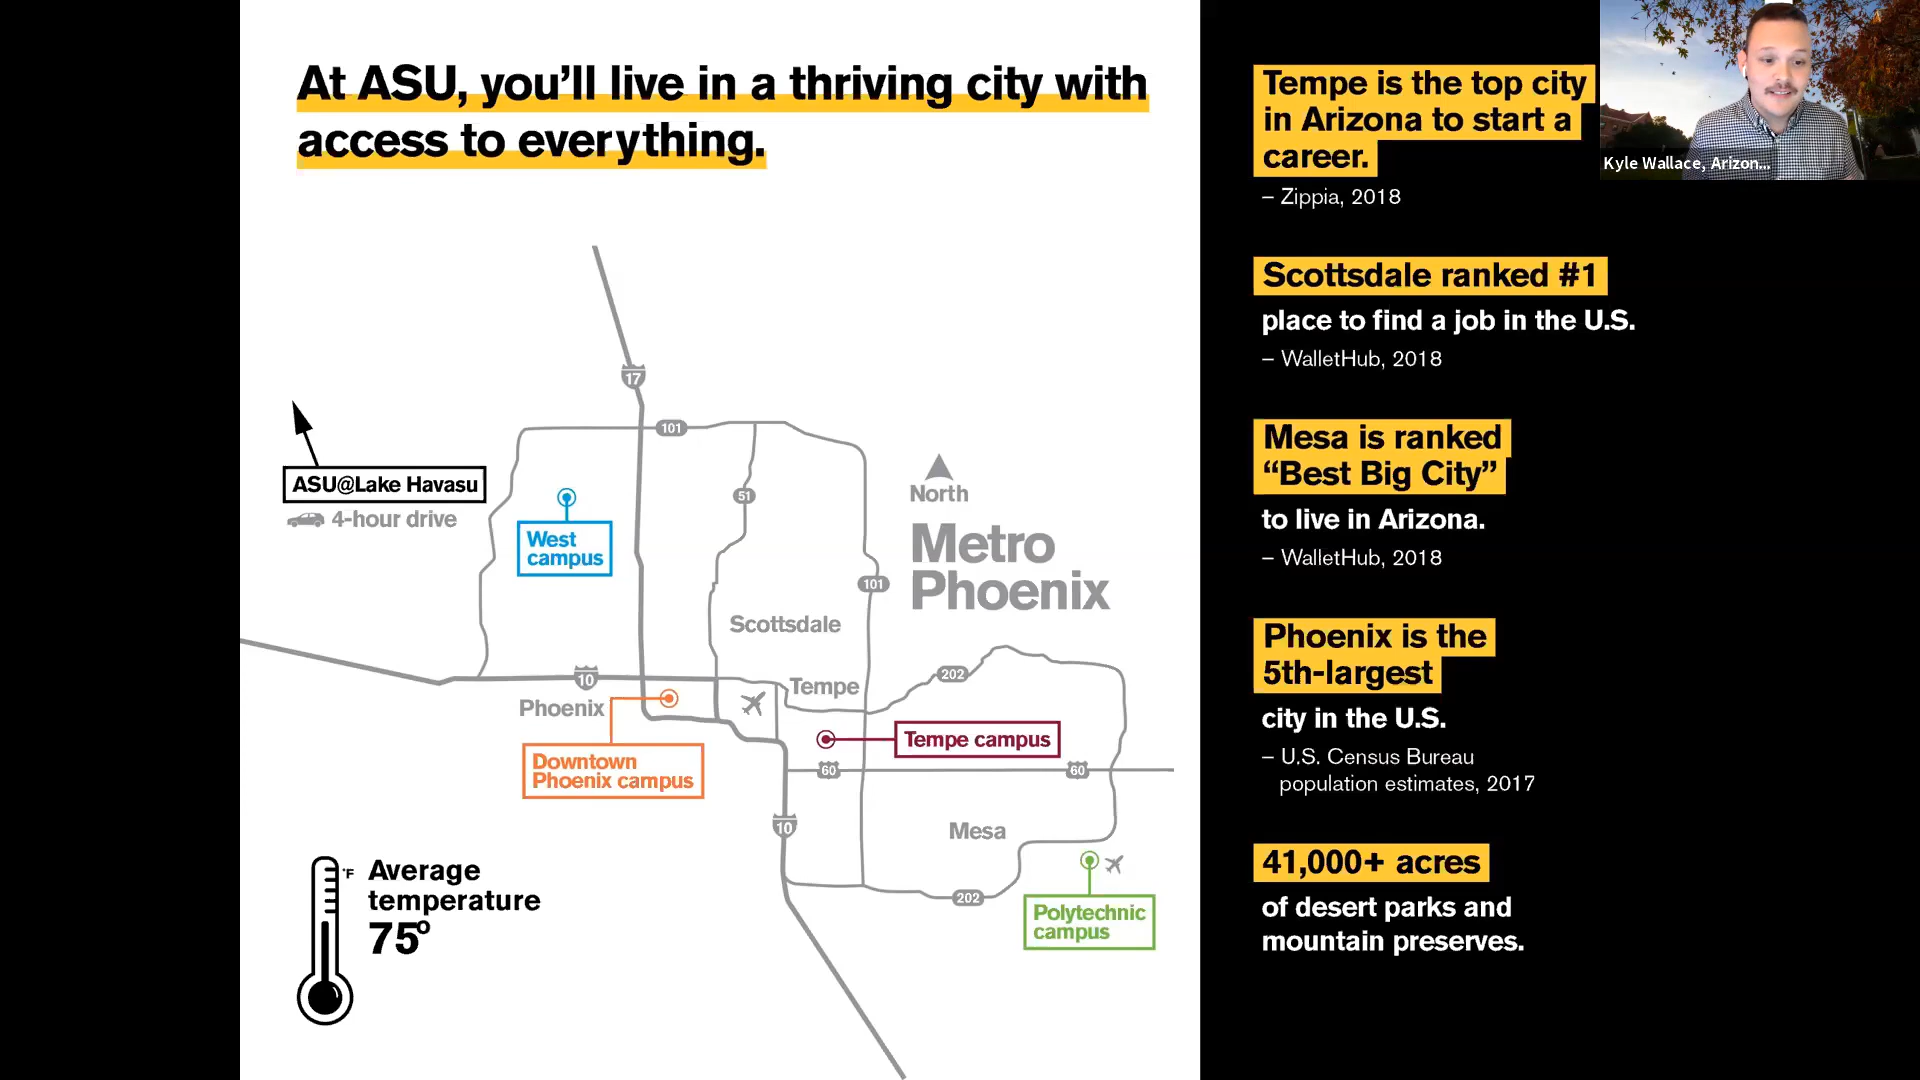 At ASU, you’ll live in a thriving city with
access to everything.
17
101
ASU@Lake Havasu
4-hour drive
51
North
West
campus
Metro
Phoenix
101
Scottsdale
10
202
Tempe
Phoenix
Tempe campus
Downtown
Phoenix campus
60
60
10
Mesa
202
Polytechnic
campus
°F
Average
temperature
75°
Tempe is the top city
in Arizona to start a
career.
– Zippia, 2018
Scottsdale ranked #1
place to find a job in the U.S.
– WalletHub, 2018
Mesa is ranked
“Best Big City”
to live in Arizona.
– WalletHub, 2018
Phoenix is the
5th-largest
city in the U.S.
– U.S. Census Bureau
population estimates, 2017
41,000+ acres
of desert parks and
mountain preserves.
Kyle Wallace, Arizon...